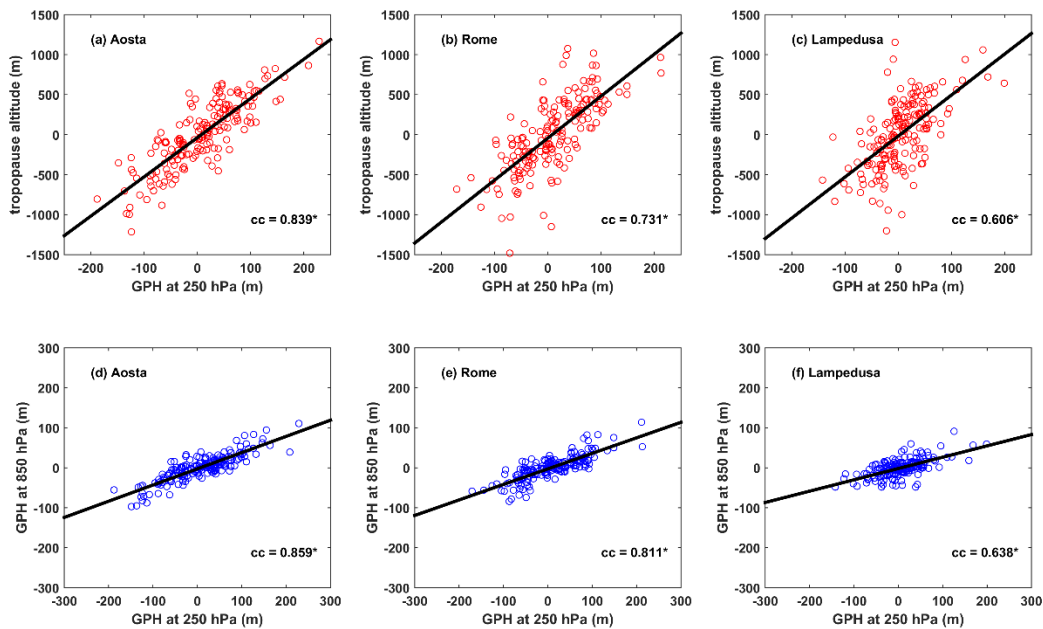 1500
1000
500
0
-500
-1000
1500
tropopause altitude (m)
(a) Aosta
cc = 0.839*
-200 -100 0 100 200
GPH at 250 hPa (m)
1500
1000
500
0
-500
-1000
1500
(b) Rome
cc = 0.731*
-200 -100 0 100 200
GPH at 250 hPa (m)
1500
1000
500
0
-500
-1000
1500
(c) Lampedusa
cc = 0.606*
-200 -100 0 100 200
GPH at 250 hPa (m)
300
200
100
0
-100
-200
-300
GPH at 850 hPa (m)
(d) Aosta
cc = 0.859*
-300 -200 -100 0 100 200 300
GPH at 250 hPa (m)
300
200
100
0
-100
-200
-300
GPH at 850 hPa (m)
(e) Rome
cc = 0.811*
-300 -200 -100 0 100 200 300
GPH at 250 hPa (m)
300
200
100
0
-100
-200
-300
GPH at 850 hPa (m)
(f) Lampedusa
cc = 0.638*
-300 -200 -100 0 100 200 300
GPH at 250 hPa (m)